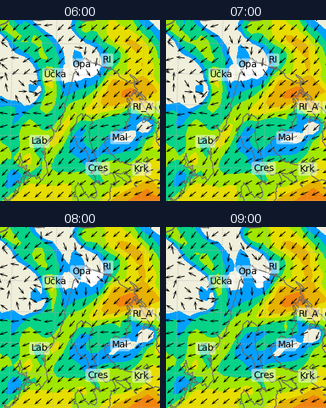 06:00
07:00
RI
Opa
Učka
RI_A
Lab
Mal
Cres
Krk
RI
Opa
Učka
RI_A
Lab
Mal
Cres
Krk
08:00
09:00
RI
Opa
Učka
RI_A
Lab
Mal
Cres
Krk
RI
Opa
Učka
RI_A
Lab
Mal
Cres
Krk